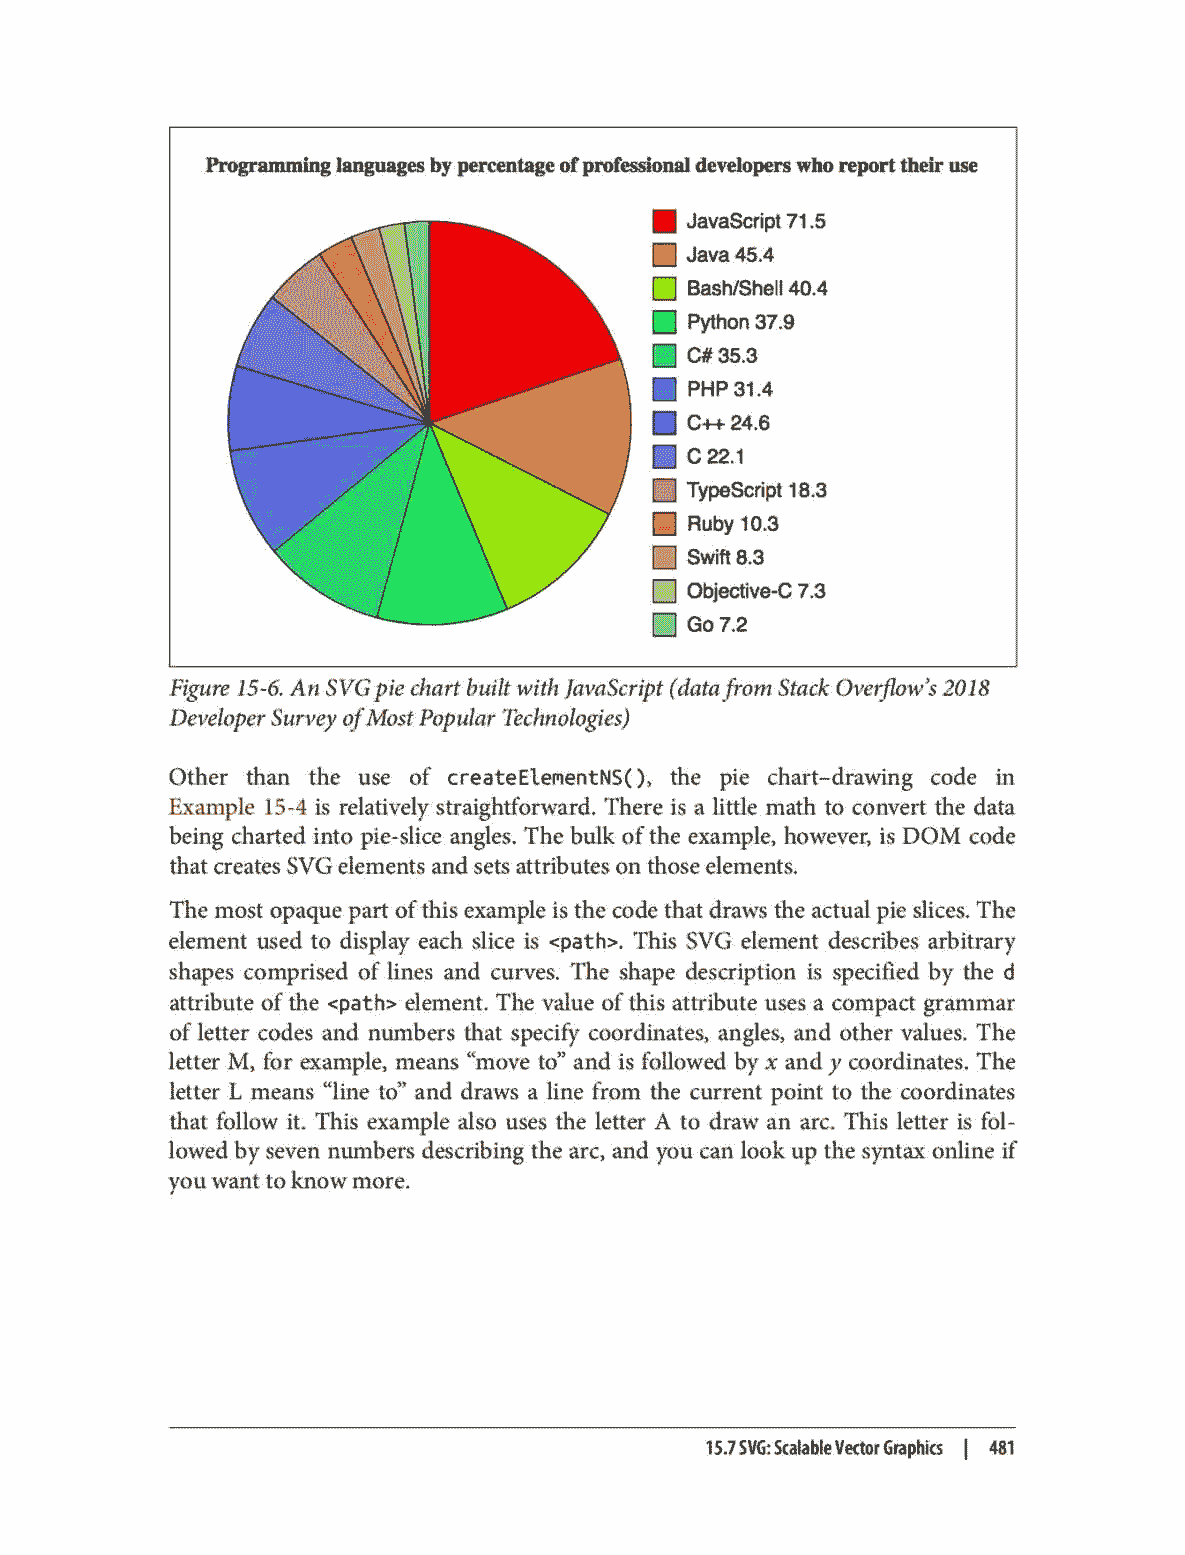 Programming languages by percentage of professional developers who report their use
JavaScript 71.5
Java 45.4
Bash/Shell 40.4
Python 37.9
C# 35.3
PHP 31.4
C++ 24.6
C 22.1
TypeScript 18.3
Ruby 10.3
Swift 8.3
Objective-C 7.3
Go 7.2
Figure 15-6. An SVG pie chart built with JavaScript (data from Stack Overflow’s 2018
Developer Survey of Most Popular Technologies)
Other than the use of createElementNS(), the pie chart–drawing code in
Example 15-4 is relatively straightforward. There is a little math to convert the data
being charted into pie-slice angles. The bulk of the example, however, is DOM code
that creates SVG elements and sets attributes on those elements.
The most opaque part of this example is the code that draws the actual pie slices. The
element used to display each slice is <path>. This SVG element describes arbitrary
shapes comprised of lines and curves. The shape description is specified by the d
attribute of the <path> element. The value of this attribute uses a compact grammar
of letter codes and numbers that specify coordinates, angles, and other values. The
letter M, for example, means “move to” and is followed by x and y coordinates. The
letter L means “line to” and draws a line from the current point to the coordinates
that follow it. This example also uses the letter A to draw an arc. This letter is fol-
lowed by seven numbers describing the arc, and you can look up the syntax online if
you want to know more.
15.7 SVG: Scalable Vector Graphics | 481